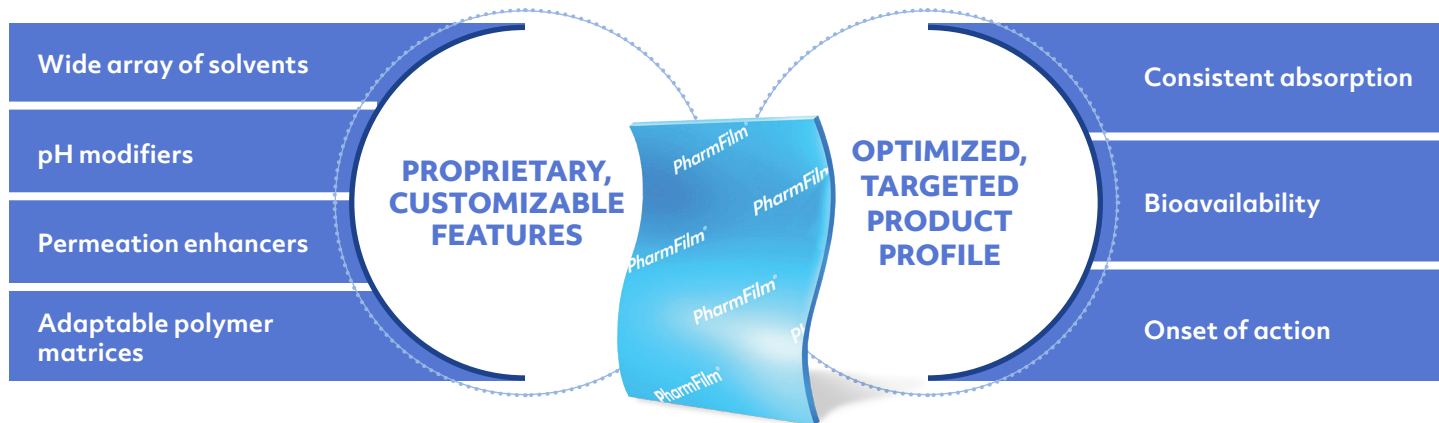 Wide array of solvents
pH modifiers
Permeation enhancers
Adaptable polymer
matrices
PROPRIETARY,
CUSTOMIZABLE
FEATURES
PharmFilm®
PharmFilm
PharmFilm®
PharmFilm®
Ph
PharmFilm®
OPTIMIZED,
TARGETED
PRODUCT
PROFILE
Consistent absorption
Bioavailability
Onset of action